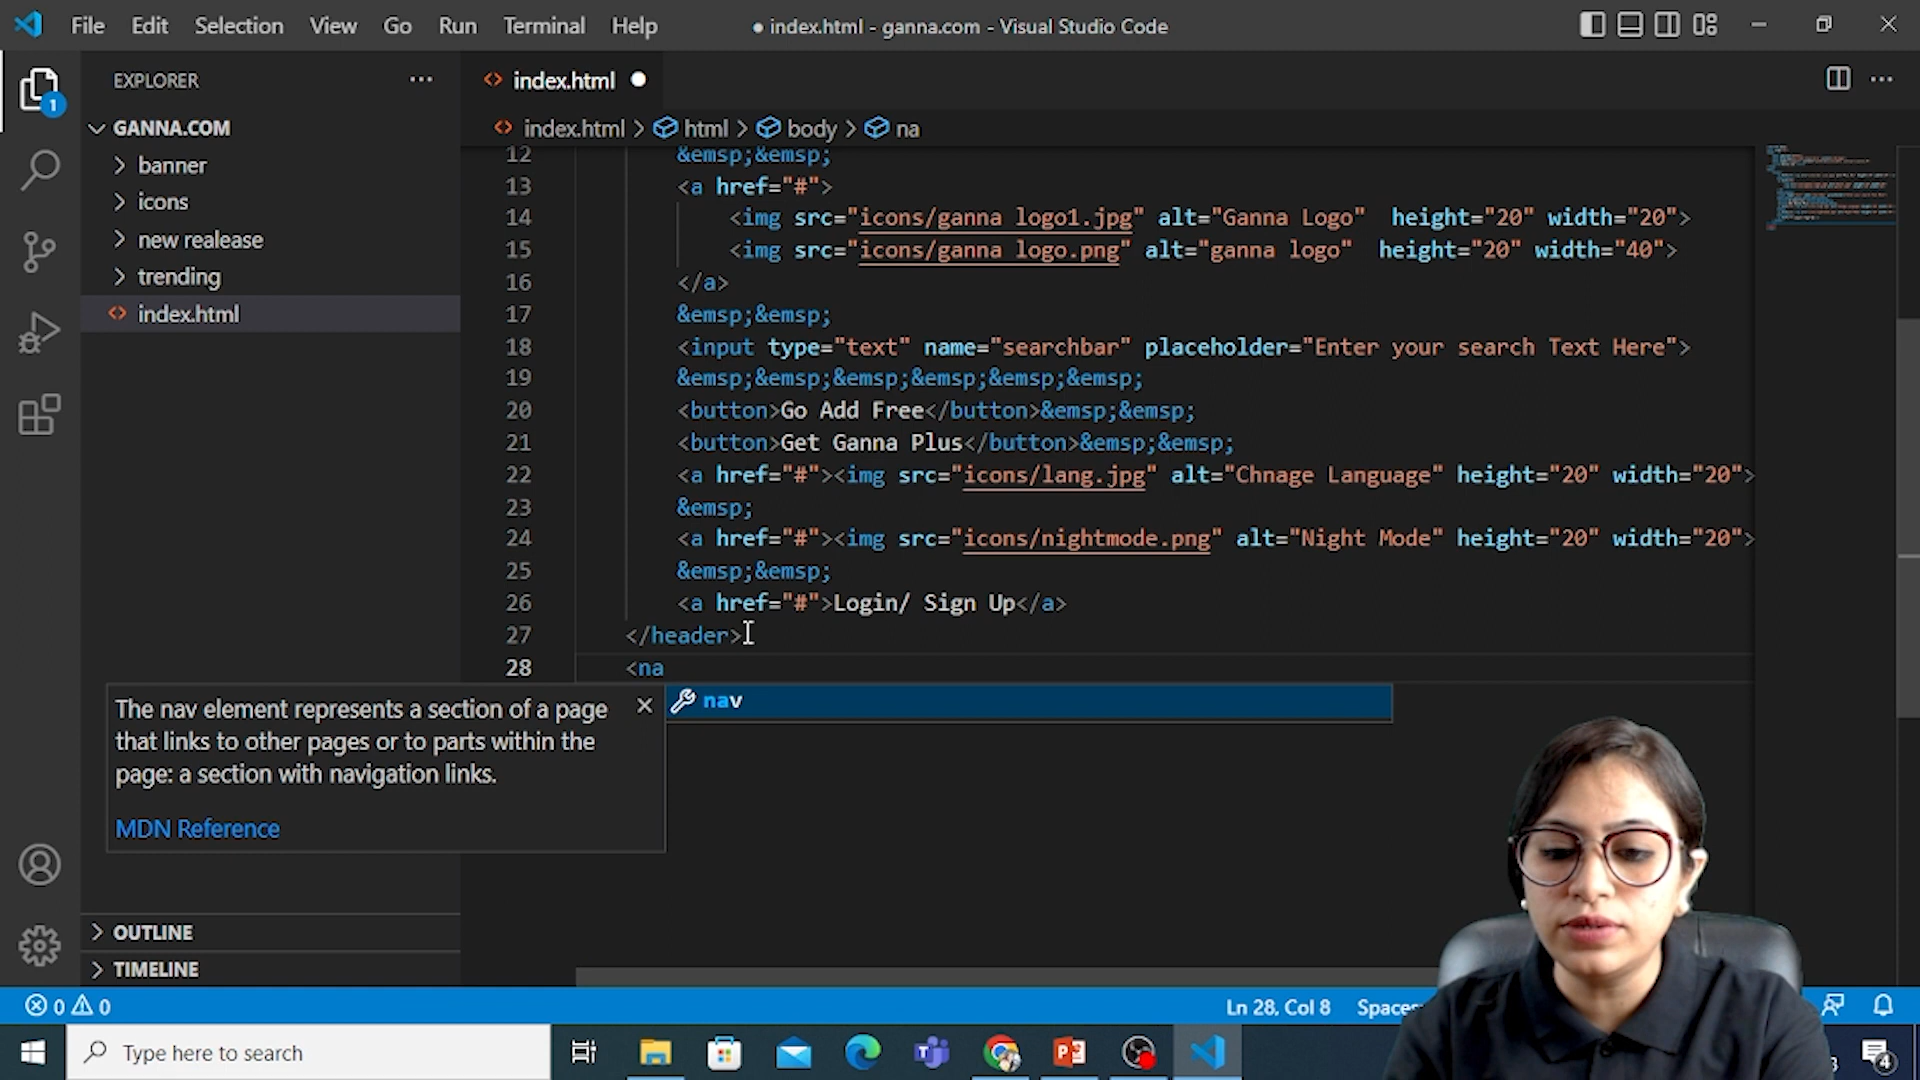 File Edit Selection View Go Run Terminal Help
● index.html - ganna.com - Visual Studio Code
EXPLORER
index.html
1
GANNA.COM
index.html > html > body > na
banner
icons
new realease
trending
index.html
12 &emsp;&emsp;
13 <a href="#">
14 <img src="icons/ganna logo1.jpg" alt="Ganna Logo" height="20" width="20">
15 <img src="icons/ganna logo.png" alt="ganna logo" height="20" width="40">
16 </a>
17 &emsp;&emsp;
18 <input type="text" name="searchbar" placeholder="Enter your search Text Here">
19 &emsp;&emsp;&emsp;&emsp;&emsp;&emsp;
20 <button>Go Add Free</button>&emsp;&emsp;
21 <button>Get Ganna Plus</button>&emsp;&emsp;
22 <a href="#"><img src="icons/lang.jpg" alt="Chnage Language" height="20" width="20">
23 &emsp;
24 <a href="#"><img src="icons/nightmode.png" alt="Night Mode" height="20" width="20">
25 &emsp;&emsp;
26 <a href="#">Login/ Sign Up</a>
27 </header>
28 <na
nav
The nav element represents a section of a page
that links to other pages or to parts within the
page: a section with navigation links.
MDN Reference
OUTLINE
TIMELINE
0 0
Ln 28, Col 8 Spaces
Type here to search
4